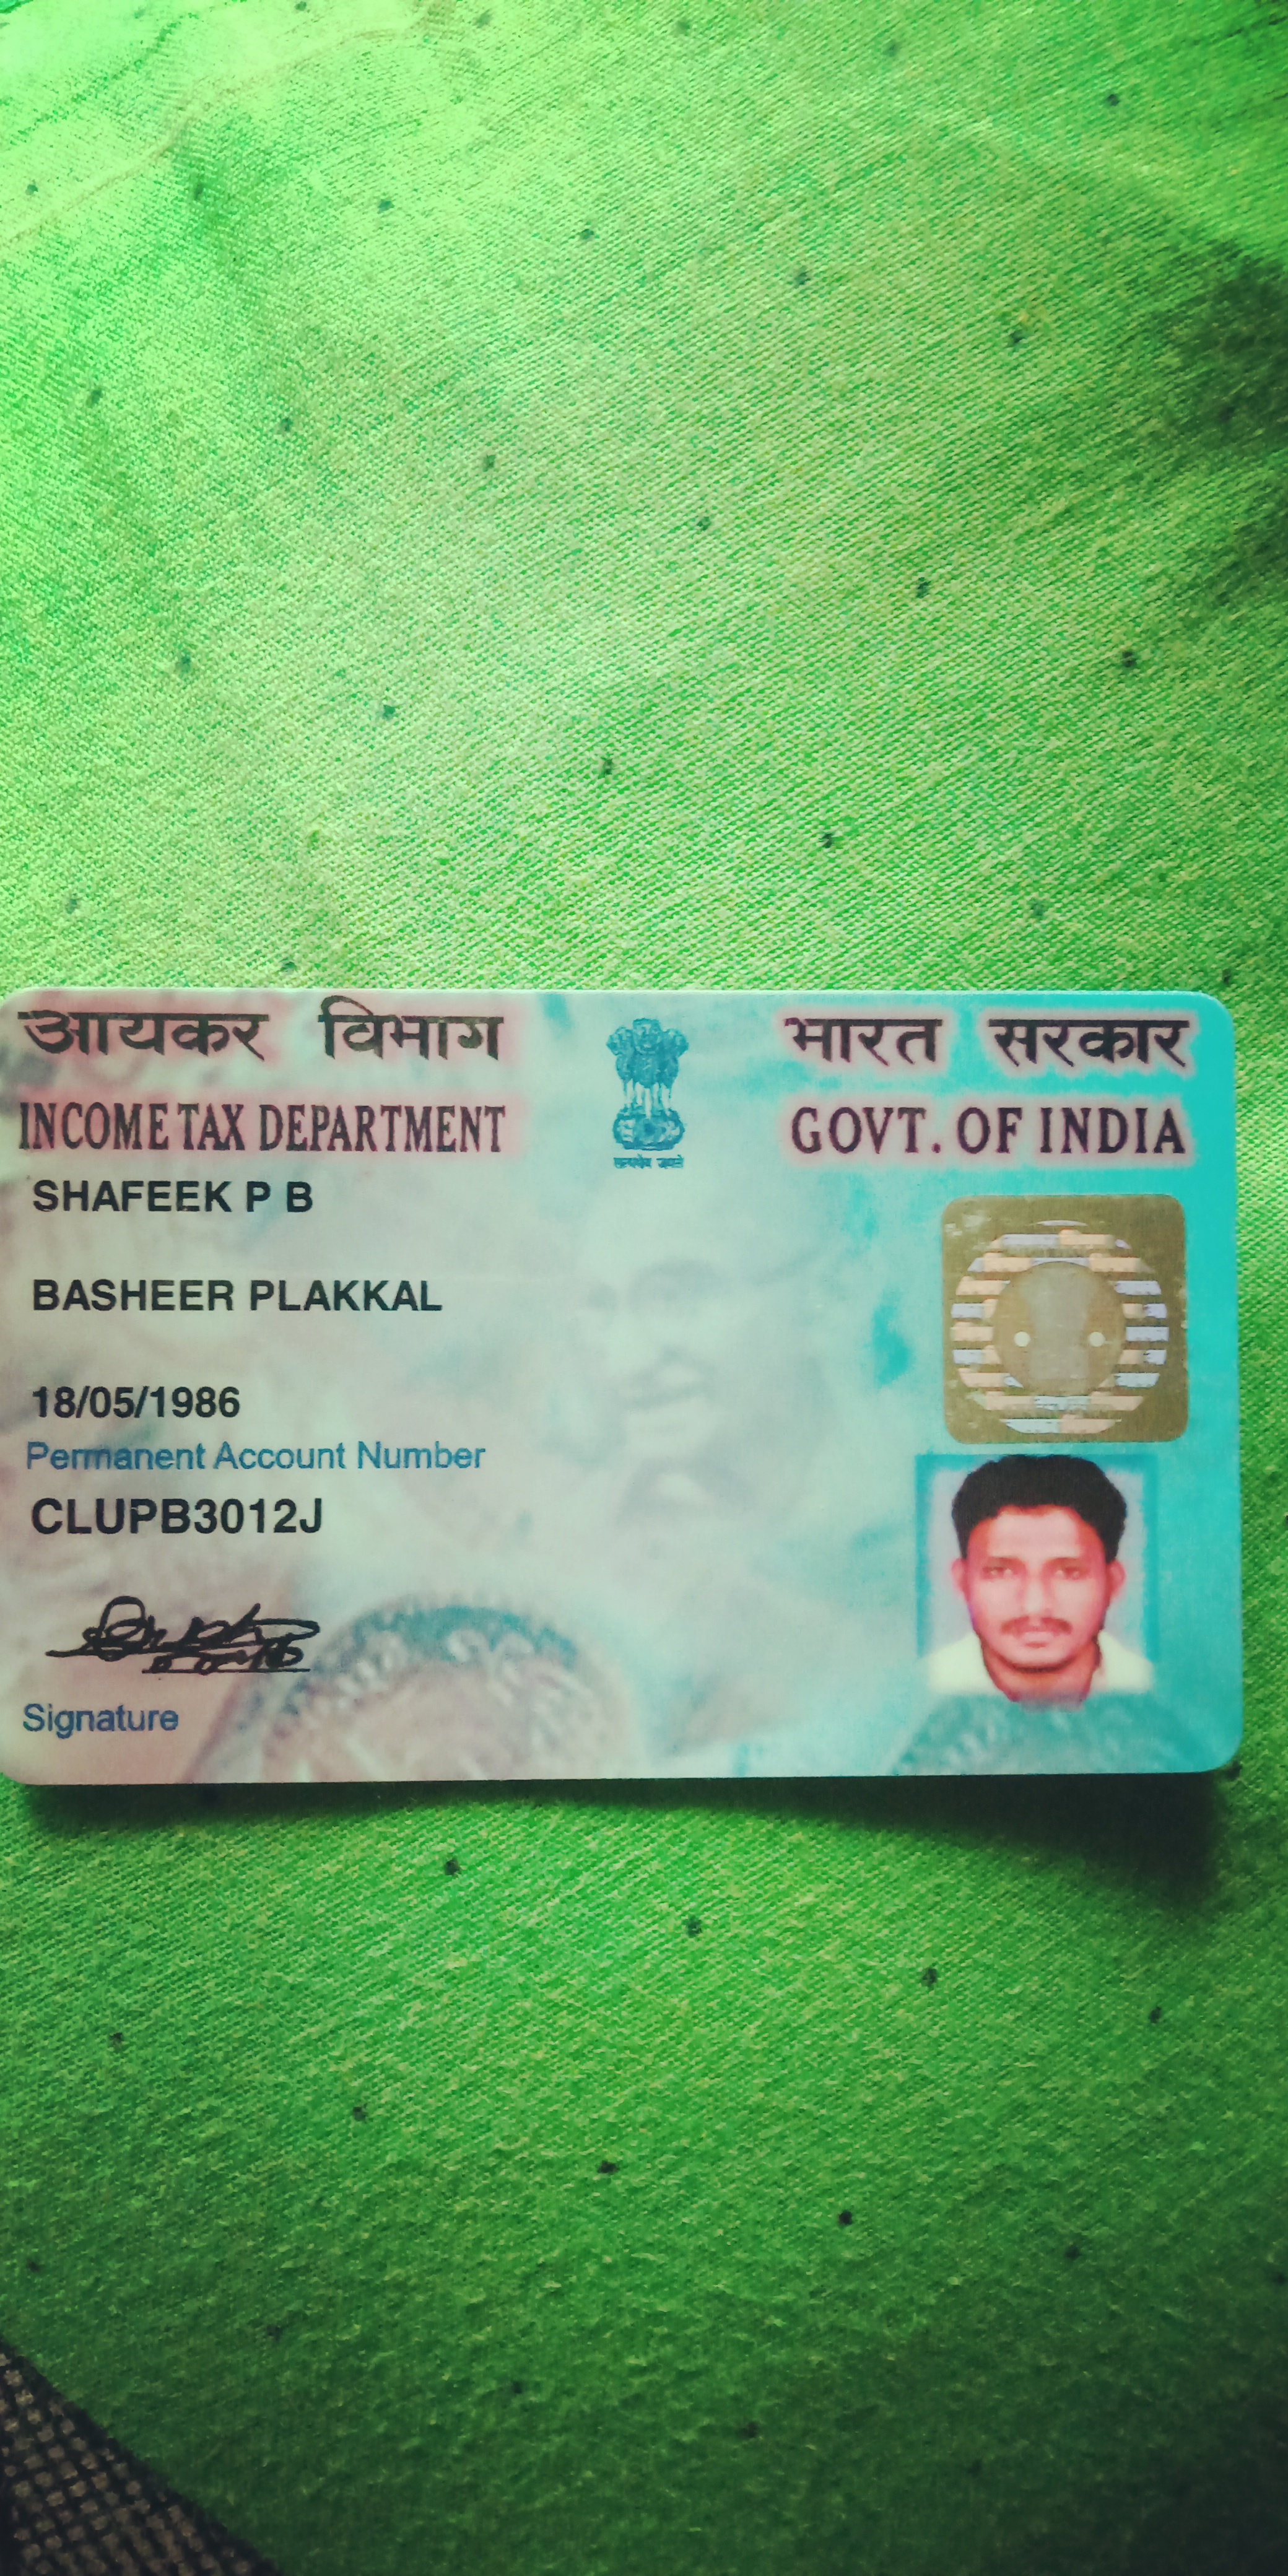 आयकर विभाग
INCOME TAX DEPARTMENT
भारत सरकार
GOVT. OF INDIA
सत्यमेव जयते
SHAFEEK P B
BASHEER PLAKKAL
18/05/1986
Permanent Account Number
CLUPB3012J
Signature